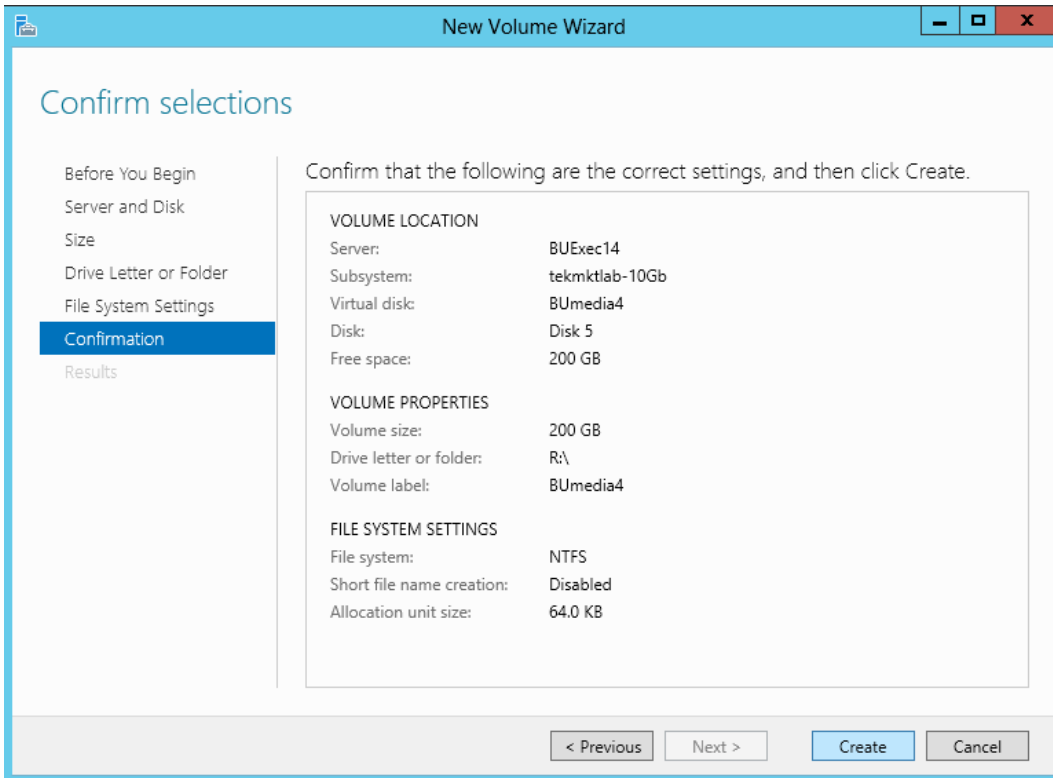 New Volume Wizard
Confirm selections
Before You Begin
Server and Disk
Size
Drive Letter or Folder
File System Settings
Confirmation
Results
Confirm that the following are the correct settings, and then click Create.
VOLUME LOCATION
Server: BUExec14
Subsystem: tekmktlab-10Gb
Virtual disk: BUmedia4
Disk: Disk 5
Free space: 200 GB
VOLUME PROPERTIES
Volume size: 200 GB
Drive letter or folder: R:\
Volume label: BUmedia4
FILE SYSTEM SETTINGS
File system: NTFS
Short file name creation: Disabled
Allocation unit size: 64.0 KB
< Previous Next > Create Cancel